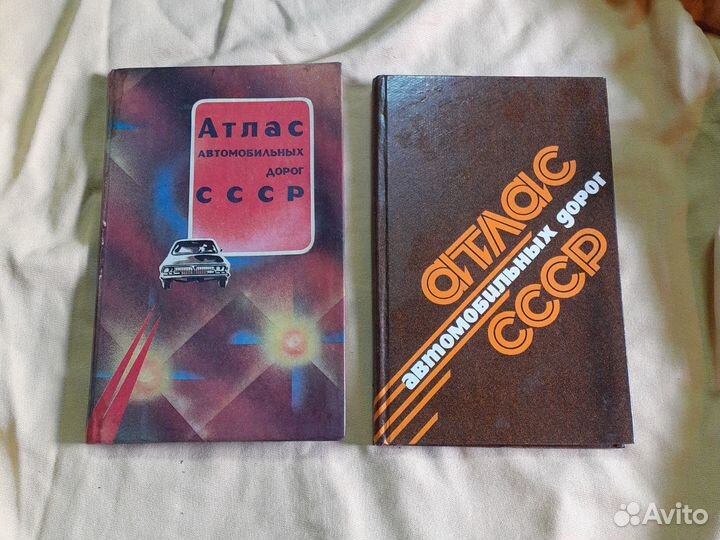 Атлас
автомобильных
дорог
СССР
атлас
автомобильных дорог
СССР
Avito